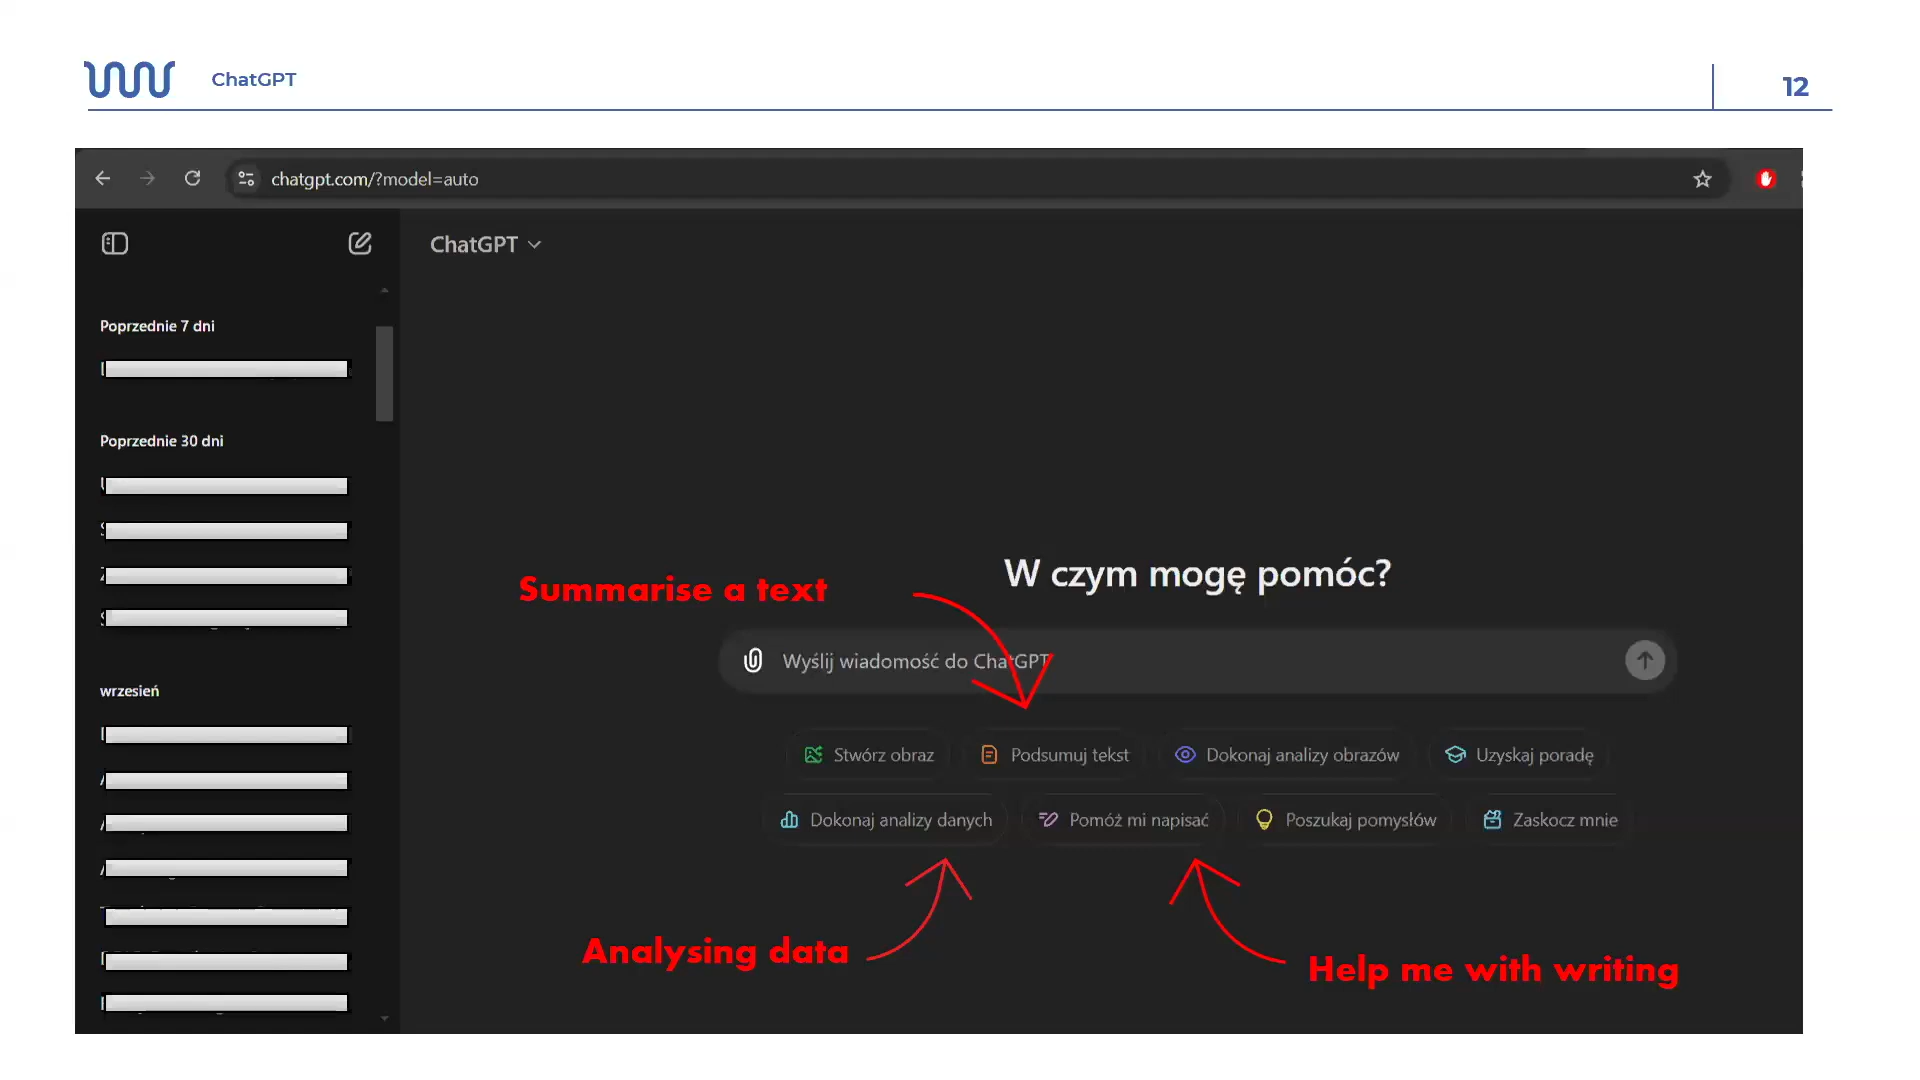 ChatGPT
12
chatgpt.com/?model=auto
ChatGPT
Poprzednie 7 dni
Poprzednie 30 dni
wrzesień
W czym mogę pomóc?
Summarise a text
Wyślij wiadomość do ChatGPT
Stwórz obraz
Podsumuj tekst
Dokonaj analizy obrazów
Uzyskaj poradę
Dokonaj analizy danych
Pomóż mi napisać
Poszukaj pomysłów
Zaskocz mnie
Analysing data
Help me with writing